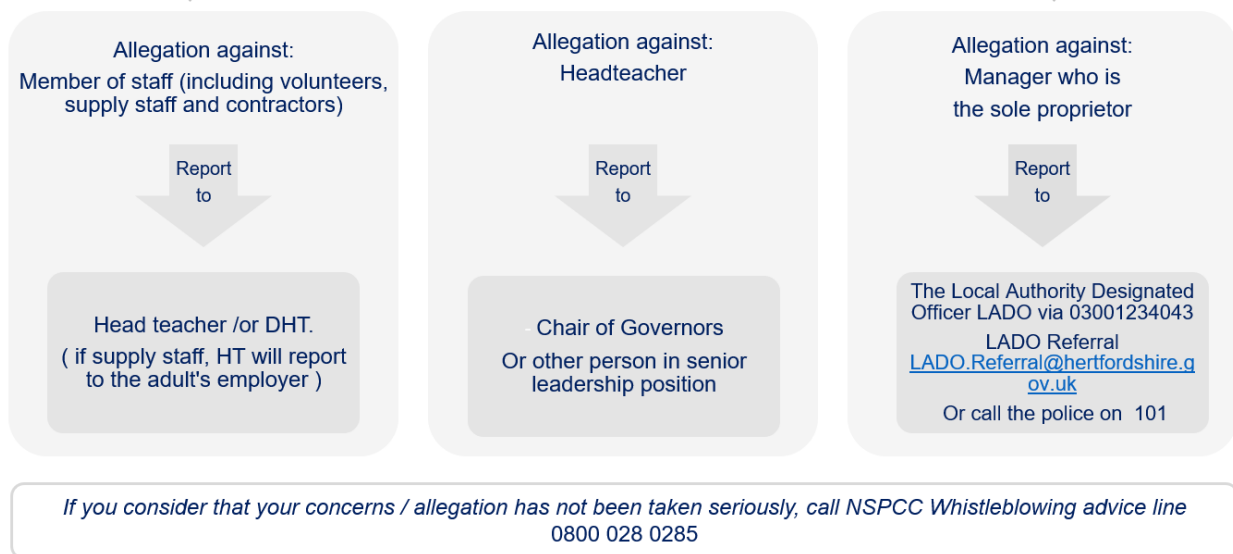 Allegation against:
Member of staff (including volunteers,
supply staff and contractors)
Report
to
Head teacher /or DHT.
( if supply staff, HT will report
to the adult's employer )
Allegation against:
Headteacher
Report
to
- Chair of Governors
Or other person in senior
leadership position
Allegation against:
Manager who is
the sole proprietor
Report
to
The Local Authority Designated
Officer LADO via 03001234043
LADO Referral
LADO.Referral@hertfordshire.g
ov.uk
Or call the police on 101
If you consider that your concerns / allegation has not been taken seriously, call NSPCC Whistleblowing advice line
0800 028 0285